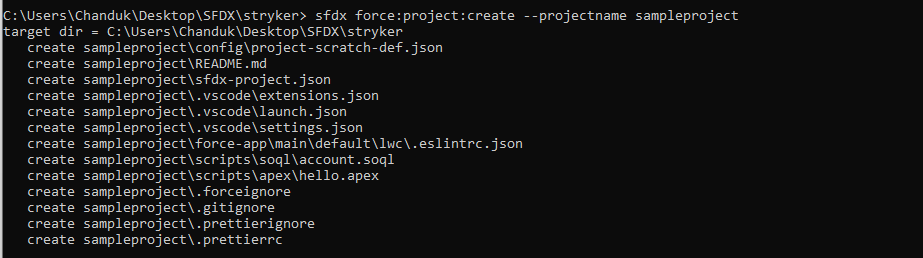 C:\Users\Chanduk\Desktop\SFDX\stryker> sfdx force:project:create --projectname sampleproject
target dir = C:\Users\Chanduk\Desktop\SFDX\stryker
   create sampleproject\config\project-scratch-def.json
   create sampleproject\README.md
   create sampleproject\sfdx-project.json
   create sampleproject\.vscode\extensions.json
   create sampleproject\.vscode\launch.json
   create sampleproject\.vscode\settings.json
   create sampleproject\force-app\main\default\lwc\.eslintrc.json
   create sampleproject\scripts\soql\account.soql
   create sampleproject\scripts\apex\hello.apex
   create sampleproject\.forceignore
   create sampleproject\.gitignore
   create sampleproject\.prettierignore
   create sampleproject\.prettierrc